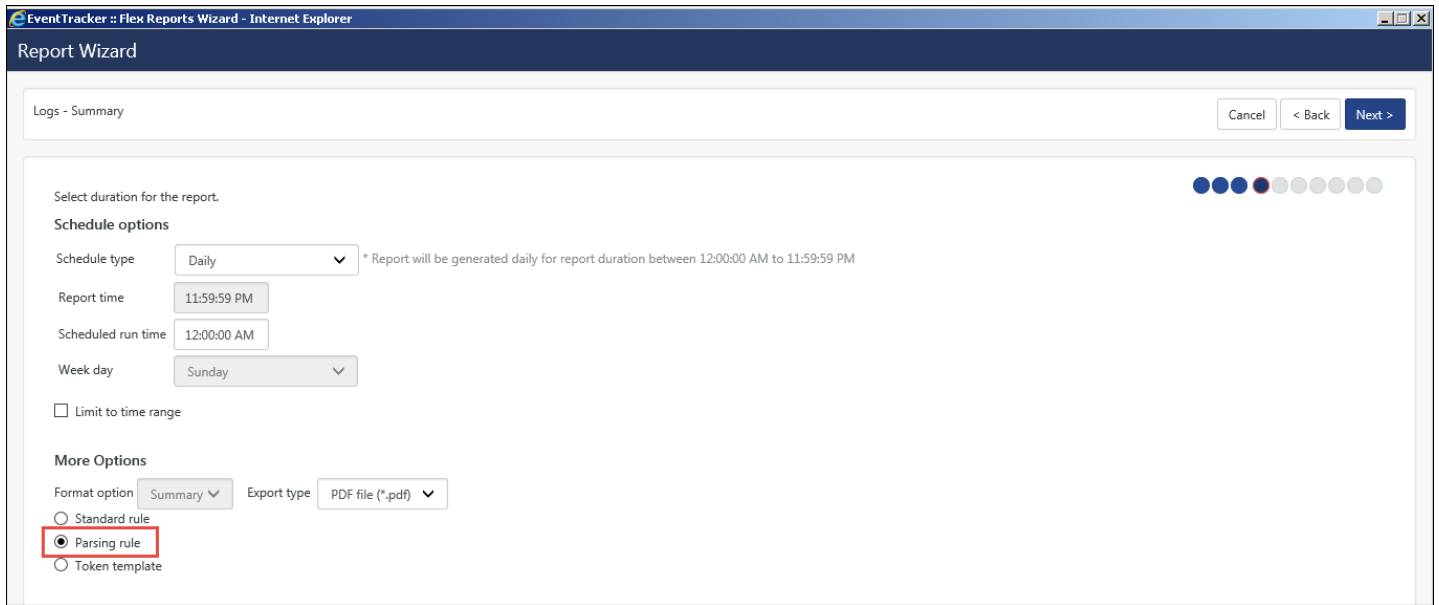 EventTracker :: Flex Reports Wizard - Internet Explorer
Report Wizard
Logs - Summary
Cancel
< Back
Next >
Select duration for the report.
Schedule options
Schedule type Daily * Report will be generated daily for report duration between 12:00:00 AM to 11:59:59 PM
Report time 11:59:59 PM
Scheduled run time 12:00:00 AM
Week day Sunday
Limit to time range
More Options
Format option Summary Export type PDF file (*.pdf)
Standard rule
Parsing rule
Token template